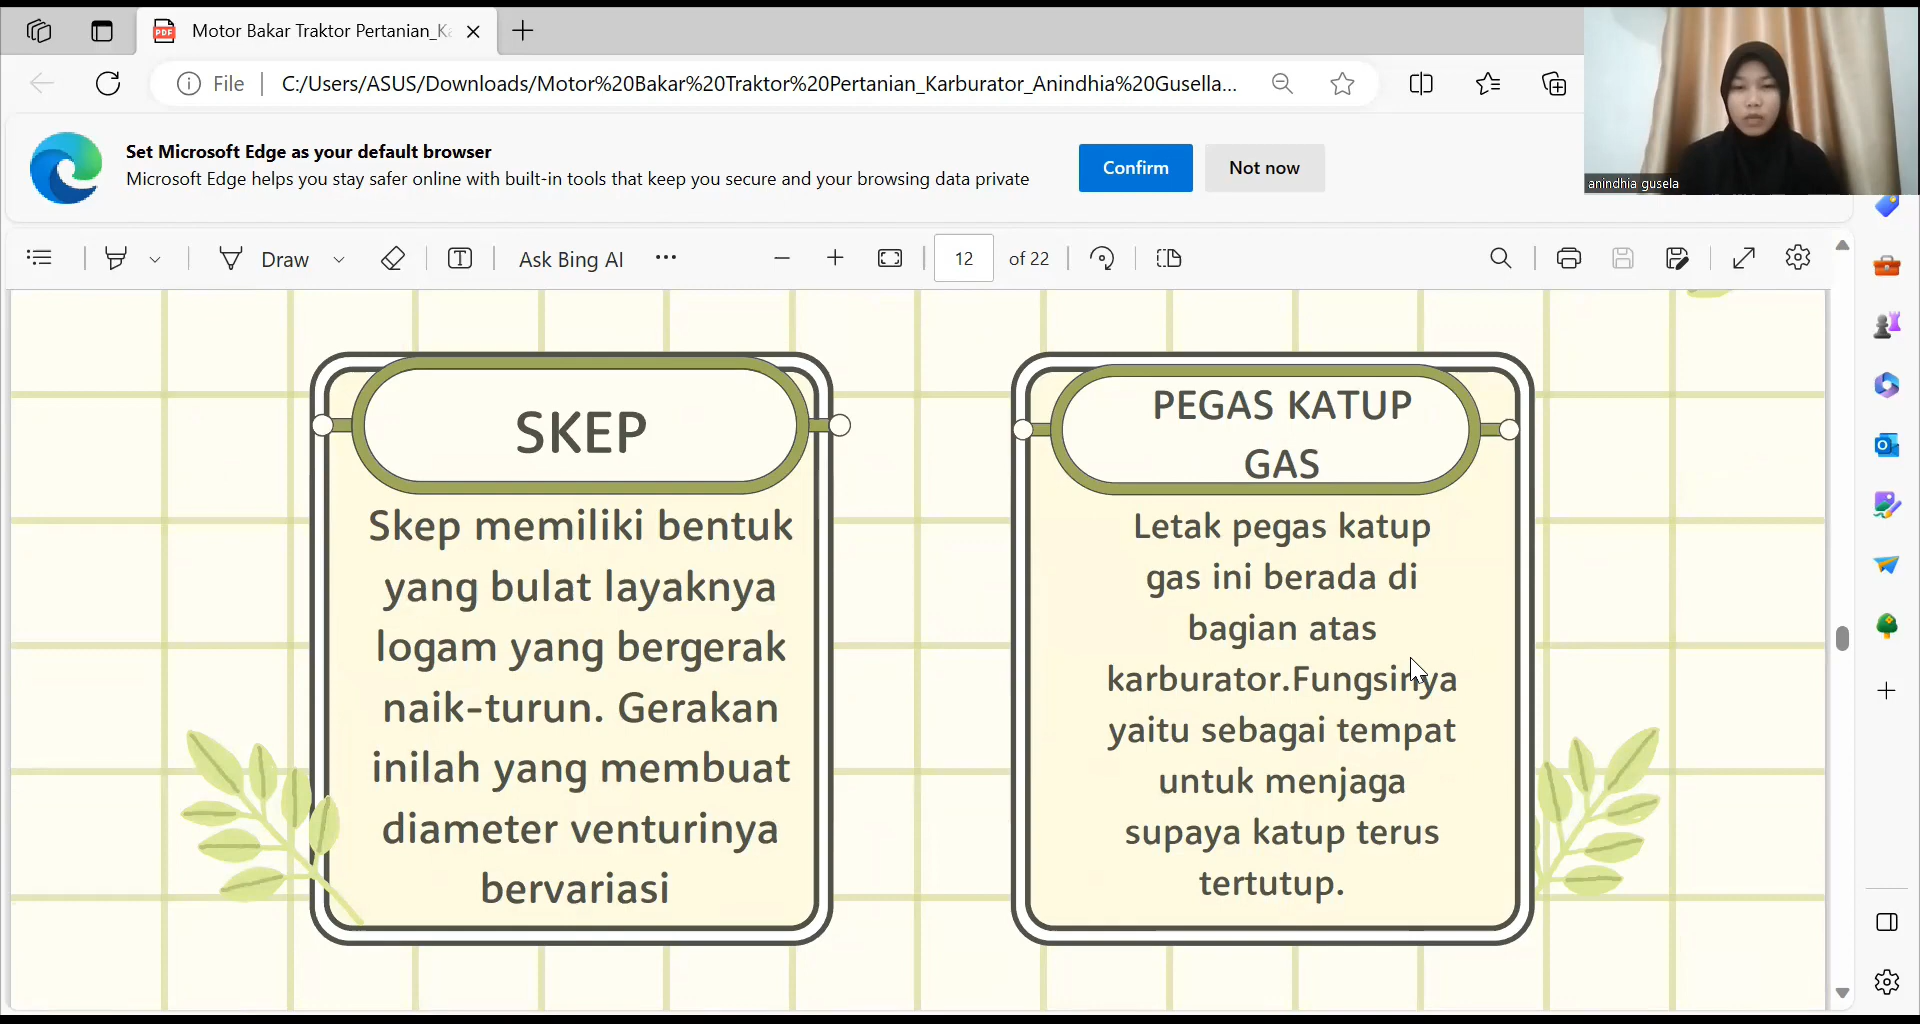 Motor Bakar Traktor Pertanian_Ka
File
C:/Users/ASUS/Downloads/Motor%20Bakar%20Traktor%20Pertanian_Karburator_Anindhia%20Gusella...
Set Microsoft Edge as your default browser
Microsoft Edge helps you stay safer online with built-in tools that keep you secure and your browsing data private
Confirm
Not now
anindhia gusela
Draw
Ask Bing AI
12
of 22
SKEP
Skep memiliki bentuk
yang bulat layaknya
logam yang bergerak
naik-turun. Gerakan
inilah yang membuat
diameter venturinya
bervariasi
PEGAS KATUP
GAS
Letak pegas katup
gas ini berada di
bagian atas
karburator.Fungsinya
yaitu sebagai tempat
untuk menjaga
supaya katup terus
tertutup.